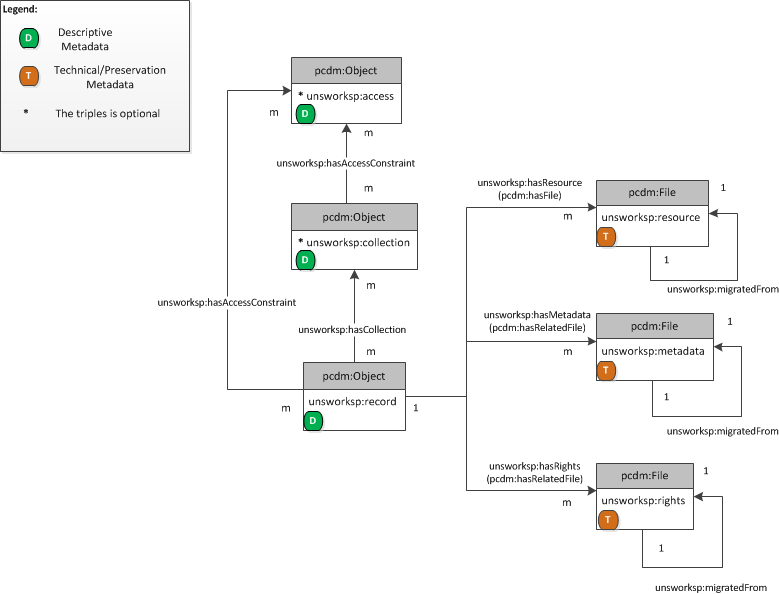 Legend:
D
Descriptive
Metadata
T
Technical/Preservation
Metadata
*
The triples is optional
pcdm:Object
* unsworksp:access
D
m
m
unsworksp:hasAccessConstraint
m
pcdm:Object
* unsworksp:collection
D
m
unsworksp:hasAccessConstraint
unsworksp:hasCollection
m
pcdm:Object
unsworksp:record
D
m
1
unsworksp:hasResource
(pcdm:hasFile)
m
pcdm:File
1
unsworksp:resource
T
1
unsworksp:migratedFrom
unsworksp:hasMetadata
(pcdm:hasRelatedFile)
m
pcdm:File
1
unsworksp:metadata
T
1
unsworksp:migratedFrom
unsworksp:hasRights
(pcdm:hasRelatedFile)
m
pcdm:File
1
unsworksp:rights
T
1
unsworksp:migratedFrom